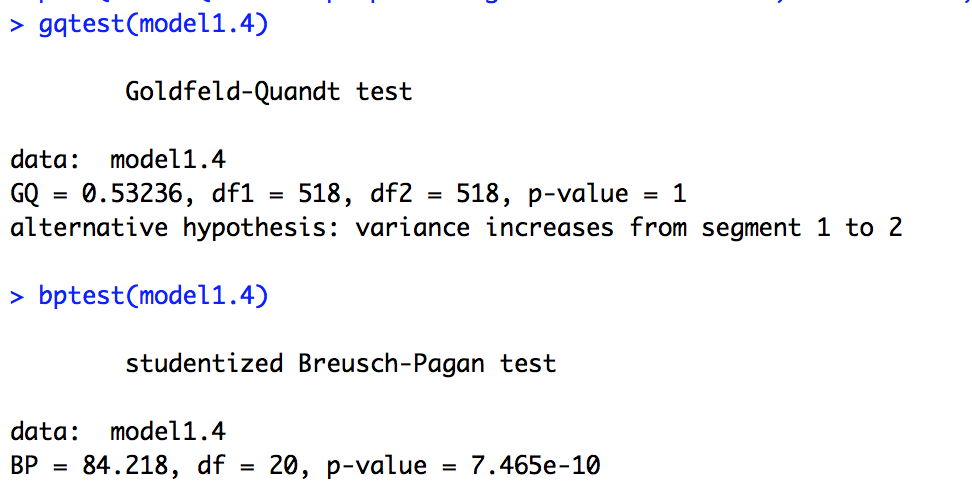 > gqtest(model1.4)
Goldfeld-Quandt test
data:  model1.4
GQ = 0.53236, df1 = 518, df2 = 518, p-value = 1
alternative hypothesis: variance increases from segment 1 to 2
> bptest(model1.4)
studentized Breusch-Pagan test
data:  model1.4
BP = 84.218, df = 20, p-value = 7.465e-10